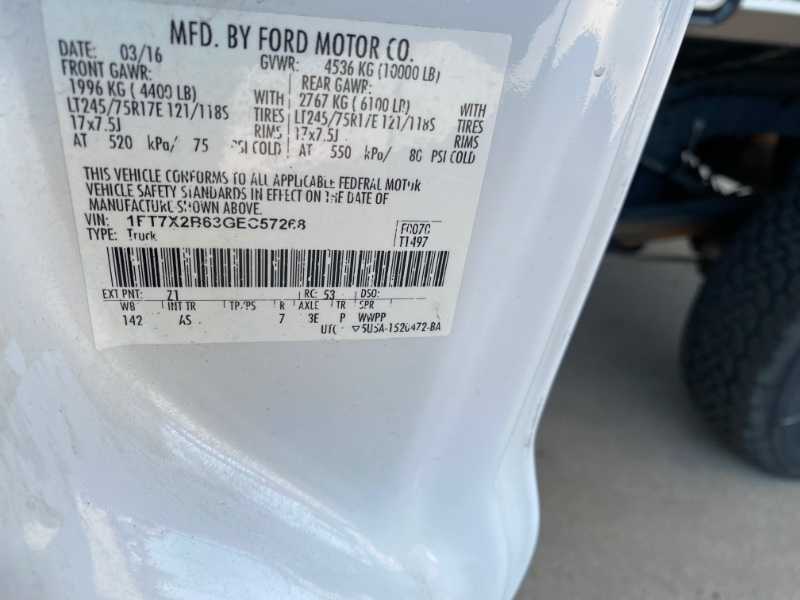 MFD. BY FORD MOTOR CO.
DATE: 03/16 GVWR: 4536 KG (10000 LB)
FRONT GAWR: REAR GAWR:
1996 KG ( 4400 LB) WITH 2767 KG ( 6100 LB) WITH
LT245/75R17E 121/118S TIRES LT245/75R17E 121/118S TIRES
17x7.5J RIMS 17x7.5J RIMS
AT 520 kPa/ 75 PSI COLD AT 550 kPa/ 80 PSI COLD
THIS VEHICLE CONFORMS TO ALL APPLICABLE FEDERAL MOTOR
VEHICLE SAFETY STANDARDS IN EFFECT ON THE DATE OF
MANUFACTURE SHOWN ABOVE.
VIN: 1FT7X2B63GEC57268 F0070
TYPE: Truck T1497
EXT PNT: Z1 RC: 53 DSO:
WB INT TR TP/PS R AXLE TR SPR
142 AS 7 3E P WWPP
UTC ▽5U5A-1520472-BA